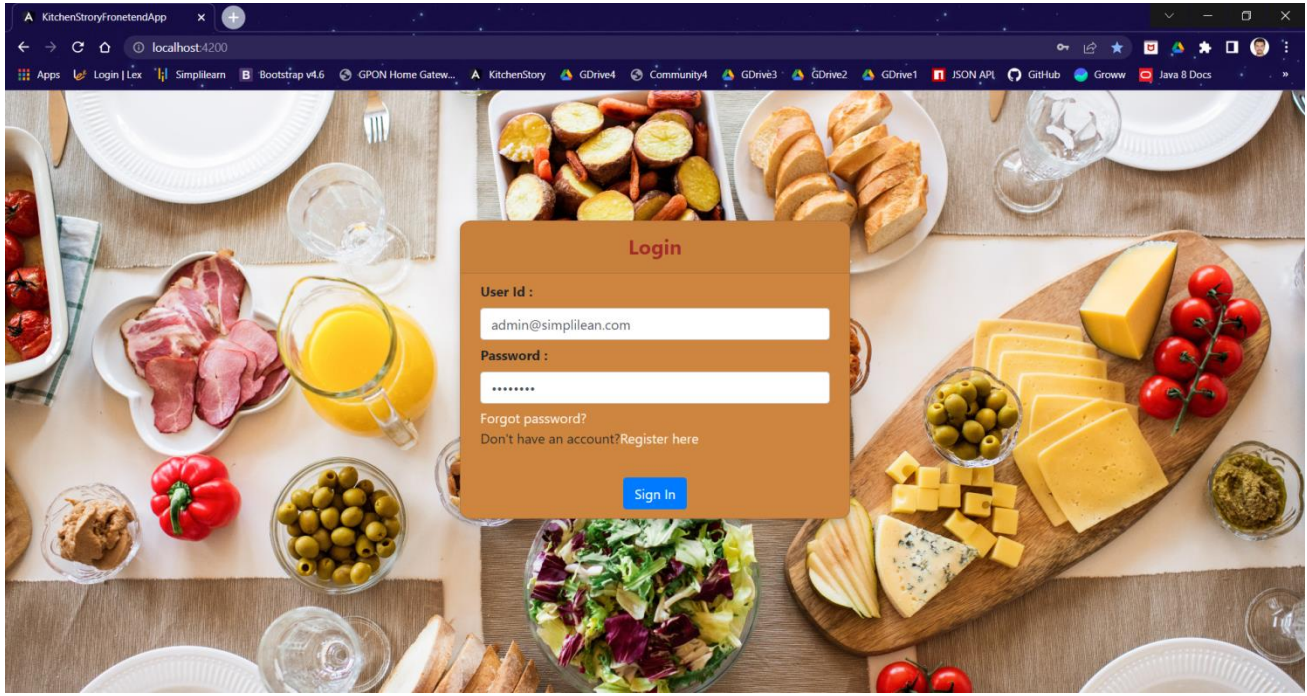 KitchenStroryFronetendApp
localhost:4200
Apps Login | Lex Simplilearn Bootstrap v4.6 GPON Home Gatew... KitchenStory GDrive4 Community4 GDrive3 GDrive2 GDrive1 JSON API, GitHub Groww Java 8 Docs »
Login
User Id :
admin@simplilean.com
Password :
••••••••
Forgot password?
Don't have an account?Register here
Sign In